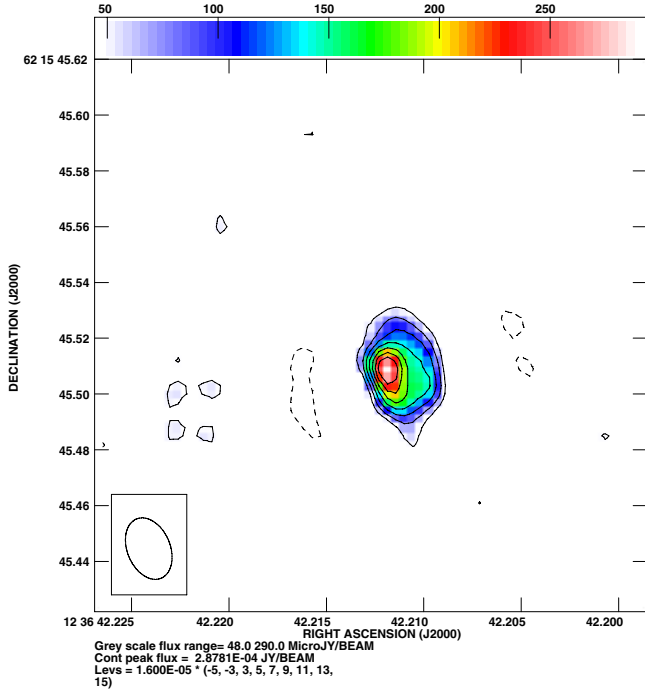 50 100 150 200 250
62 15 45.62
45.60
45.58
45.56
45.54
45.52
45.50
45.48
45.46
45.44
DECLINATION (J2000)
12 36 42.225 42.220 42.215 42.210 42.205 42.200
RIGHT ASCENSION (J2000)
Grey scale flux range= 48.0 290.0 MicroJY/BEAM
Cont peak flux = 2.8781E-04 JY/BEAM
Levs = 1.600E-05 * (-5, -3, 3, 5, 7, 9, 11, 13,
15)